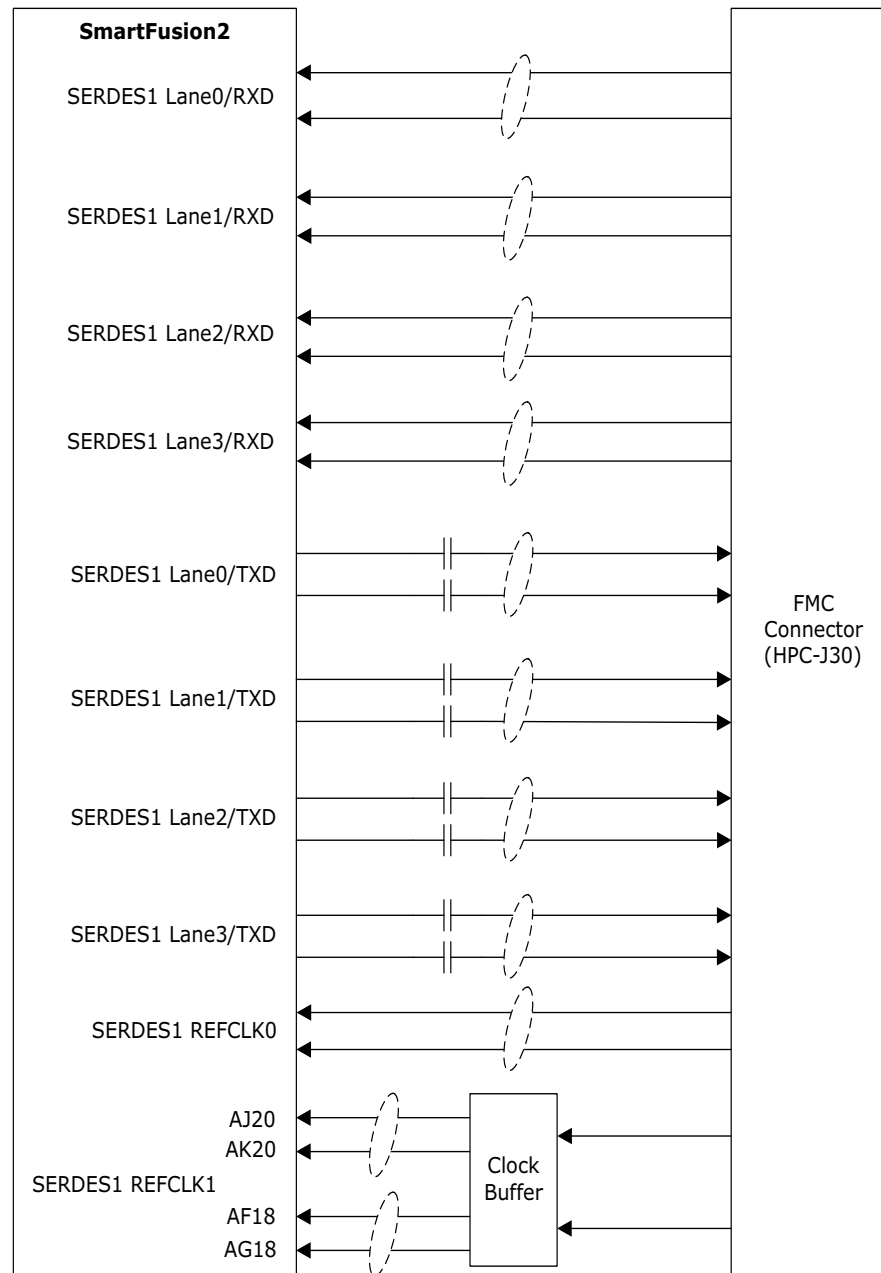 SmartFusion2
SERDES1 Lane0/RXD
SERDES1 Lane1/RXD
SERDES1 Lane2/RXD
SERDES1 Lane3/RXD
SERDES1 Lane0/TXD
SERDES1 Lane1/TXD
SERDES1 Lane2/TXD
SERDES1 Lane3/TXD
SERDES1 REFCLK0
AJ20
AK20
SERDES1 REFCLK1
AF18
AG18
Clock
Buffer
FMC
Connector
(HPC-J30)